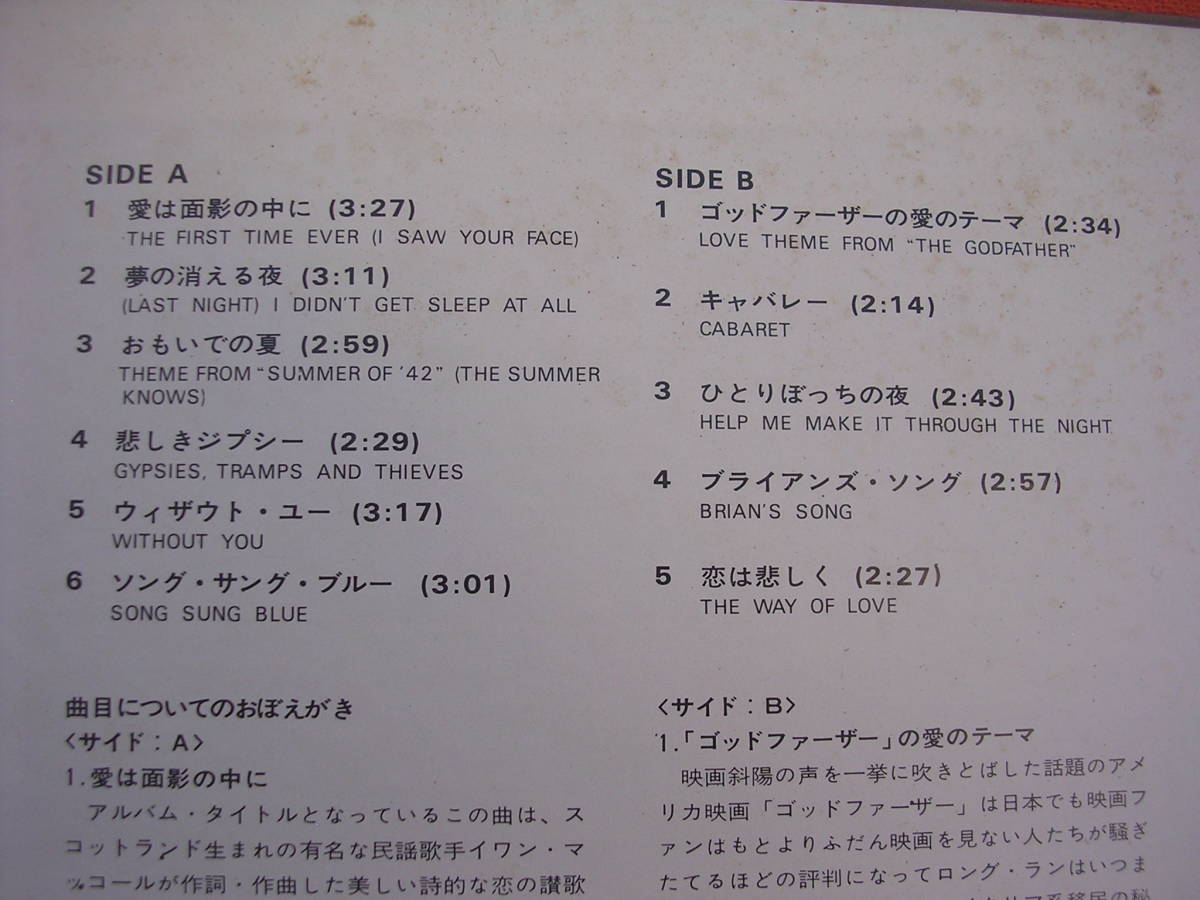 SIDE A
1 愛は面影の中に (3:27)
THE FIRST TIME EVER (I SAW YOUR FACE)
2 夢の消える夜 (3:11)
(LAST NIGHT) I DIDN'T GET SLEEP AT ALL
3 おもいでの夏 (2:59)
THEME FROM “SUMMER OF '42” (THE SUMMER
KNOWS)
4 悲しきジプシー (2:29)
GYPSIES, TRAMPS AND THIEVES
5 ウィザウト・ユー (3:17)
WITHOUT YOU
6 ソング・サング・ブルー (3:01)
SONG SUNG BLUE
SIDE B
1 ゴッドファーザーの愛のテーマ (2:34)
LOVE THEME FROM “THE GODFATHER”
2 キャバレー (2:14)
CABARET
3 ひとりぼっちの夜 (2:43)
HELP ME MAKE IT THROUGH THE NIGHT
4 ブライアンズ・ソング (2:57)
BRIAN'S SONG
5 恋は悲しく (2:27)
THE WAY OF LOVE
曲目についてのおぼえがき
〈サイド：A〉
1.愛は面影の中に
アルバム・タイトルとなっているこの曲は、ス
コットランド生まれの有名な民謡歌手イワン・マ
ッコールが作詞・作曲した美しい詩的な恋の讃歌
〈サイド：B〉
1.「ゴッドファーザー」の愛のテーマ
映画斜陽の声を一挙に吹きとばした話題のアメ
リカ映画「ゴッドファーザー」は日本でも映画フ
ァンはもとよりふだん映画を見ない人たちが騒ぎ
たてるほどの評判になってロング・ランはいつま